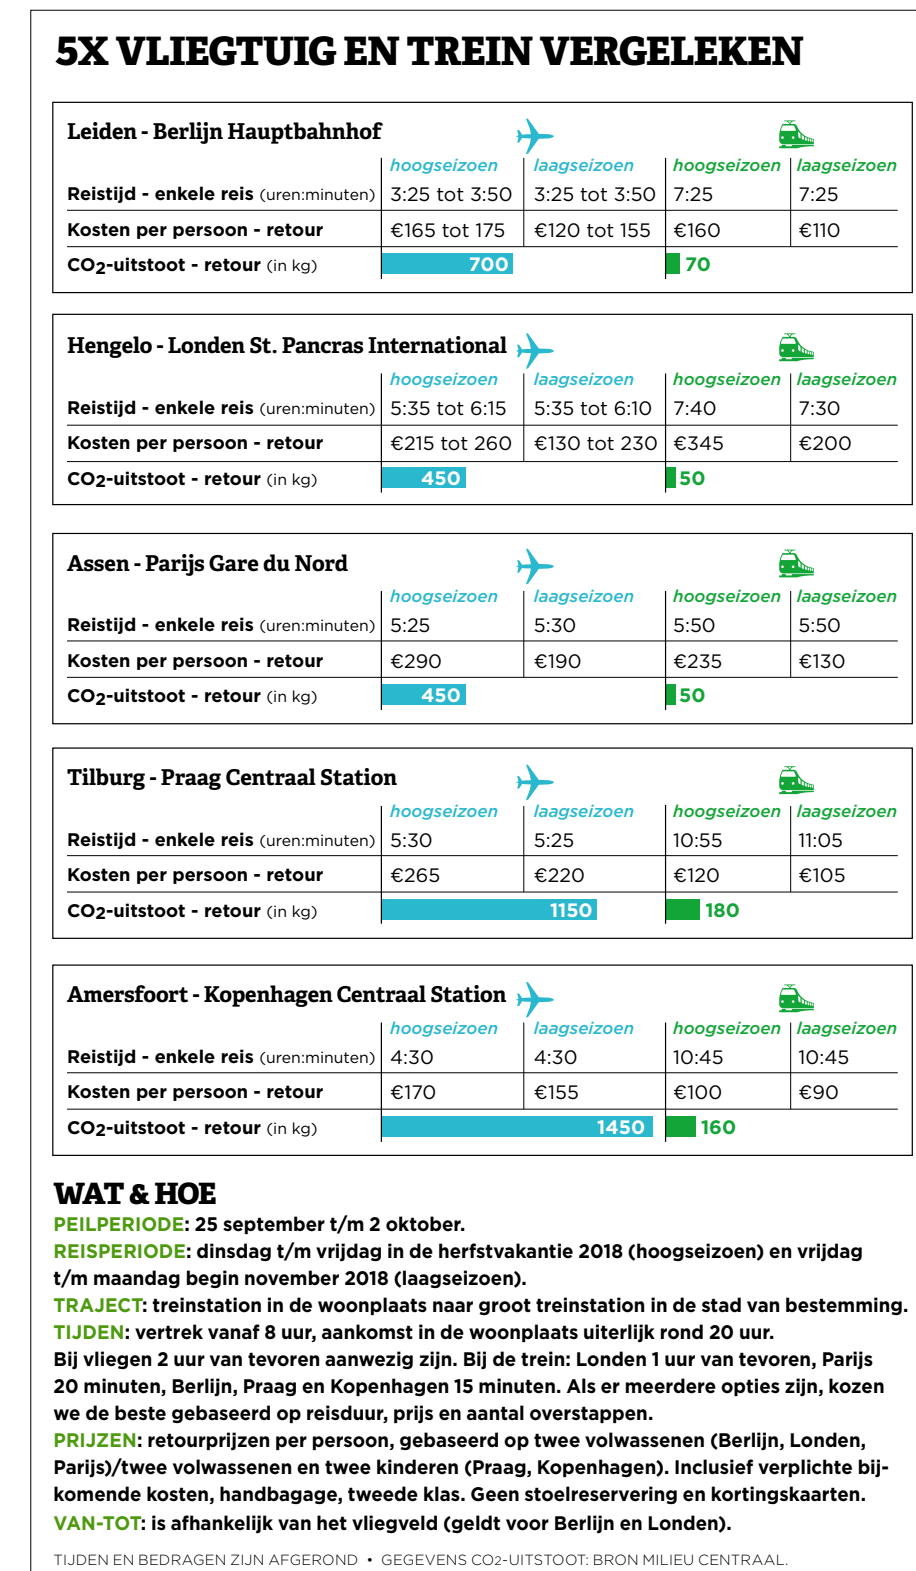 5X VLIEGTUIG EN TREIN VERGELEKEN
Leiden - Berlijn Hauptbahnhof
hoogseizoen laagseizoen hoogseizoen laagseizoen
Reistijd - enkele reis (uren:minuten) 3:25 tot 3:50 3:25 tot 3:50 7:25 7:25
Kosten per persoon - retour €165 tot 175 €120 tot 155 €160 €110
CO2-uitstoot - retour (in kg) 700 70
Hengelo - Londen St. Pancras International
hoogseizoen laagseizoen hoogseizoen laagseizoen
Reistijd - enkele reis (uren:minuten) 5:35 tot 6:15 5:35 tot 6:10 7:40 7:30
Kosten per persoon - retour €215 tot 260 €130 tot 230 €345 €200
CO2-uitstoot - retour (in kg) 450 50
Assen - Parijs Gare du Nord
hoogseizoen laagseizoen hoogseizoen laagseizoen
Reistijd - enkele reis (uren:minuten) 5:25 5:30 5:50 5:50
Kosten per persoon - retour €290 €190 €235 €130
CO2-uitstoot - retour (in kg) 450 50
Tilburg - Praag Centraal Station
hoogseizoen laagseizoen hoogseizoen laagseizoen
Reistijd - enkele reis (uren:minuten) 5:30 5:25 10:55 11:05
Kosten per persoon - retour €265 €220 €120 €105
CO2-uitstoot - retour (in kg) 1150 180
Amersfoort - Kopenhagen Centraal Station
hoogseizoen laagseizoen hoogseizoen laagseizoen
Reistijd - enkele reis (uren:minuten) 4:30 4:30 10:45 10:45
Kosten per persoon - retour €170 €155 €100 €90
CO2-uitstoot - retour (in kg) 1450 160
WAT & HOE
PEILPERIODE: 25 september t/m 2 oktober.
REISPERIODE: dinsdag t/m vrijdag in de herfstvakantie 2018 (hoogseizoen) en vrijdag
t/m maandag begin november 2018 (laagseizoen).
TRAJECT: treinstation in de woonplaats naar groot treinstation in de stad van bestemming.
TIJDEN: vertrek vanaf 8 uur, aankomst in de woonplaats uiterlijk rond 20 uur.
Bij vliegen 2 uur van tevoren aanwezig zijn. Bij de trein: Londen 1 uur van tevoren, Parijs
20 minuten, Berlijn, Praag en Kopenhagen 15 minuten. Als er meerdere opties zijn, kozen
we de beste gebaseerd op reisduur, prijs en aantal overstappen.
PRIJZEN: retourprijzen per persoon, gebaseerd op twee volwassenen (Berlijn, Londen,
Parijs)/twee volwassenen en twee kinderen (Praag, Kopenhagen). Inclusief verplichte bij-
komende kosten, handbagage, tweede klas. Geen stoelreservering en kortingskaarten.
VAN-TOT: is afhankelijk van het vliegveld (geldt voor Berlijn en Londen).
TIJDEN EN BEDRAGEN ZIJN AFGEROND • GEGEVENS CO2-UITSTOOT: BRON MILIEU CENTRAAL.